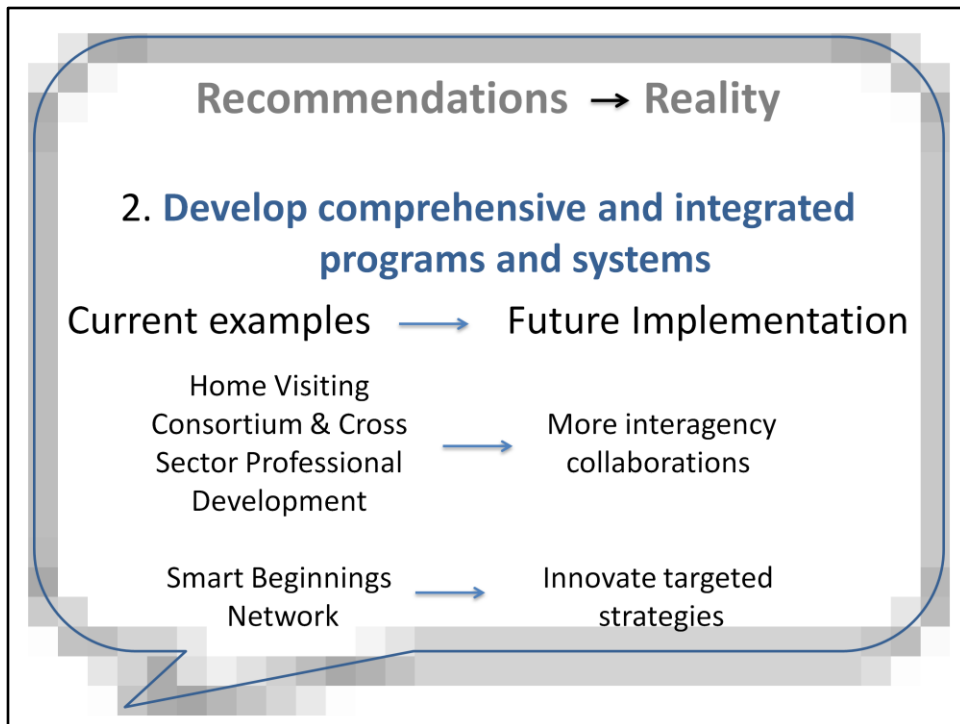 Recommendations → Reality
2. Develop comprehensive and integrated
programs and systems
Current examples → Future Implementation
Home Visiting
Consortium & Cross
Sector Professional
Development
→
More interagency
collaborations
Smart Beginnings
Network
→
Innovate targeted
strategies